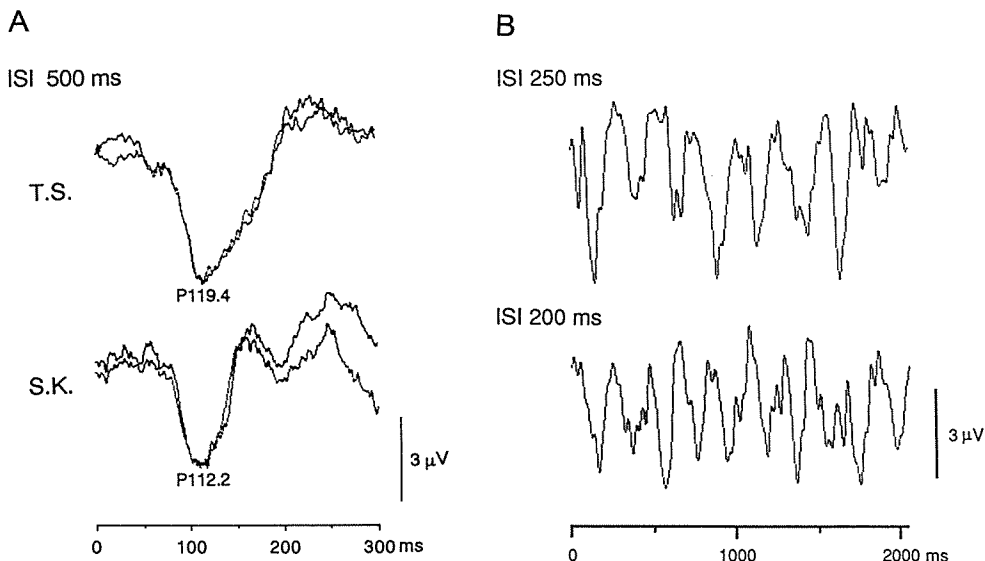 A
ISI 500 ms
T.S.
P119.4
S.K.
P112.2
3 μV
0 100 200 300 ms
B
ISI 250 ms
ISI 200 ms
3 μV
0 1000 2000 ms